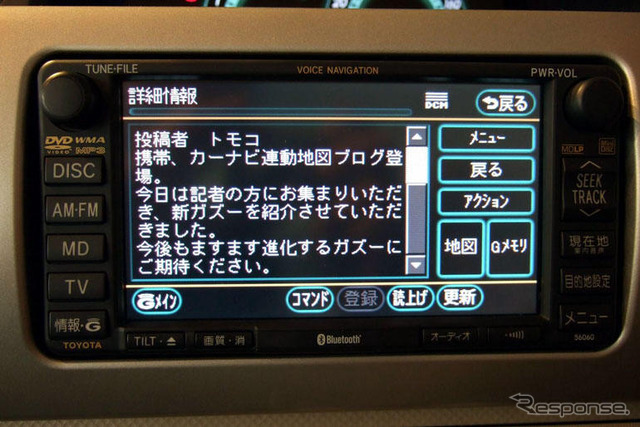 TUNE•FILE
VOICE NAVIGATION
PWR•VOL
詳細情報
DCM
戻る
DVD VIDEO
WMA
MP3
MDLP
DISC
AM•FM
MD
TV
情報・G
TOYOTA
投稿者 トモコ
携帯、カーナビ連動地図ブログ登
場。
今日は記者の方にお集まりいただ
き、新ガズーを紹介させていただ
きました。
今後もますます進化するガズーに
ご期待ください。
メニュー
戻る
アクション
地図
Gメモリ
Gメイン
コマンド
登録
読上げ
更新
SEEK
TRACK
現在地
目的地設定
メニュー
56060
TILT•
画質・消
Bluetooth
オーディオ
Response.